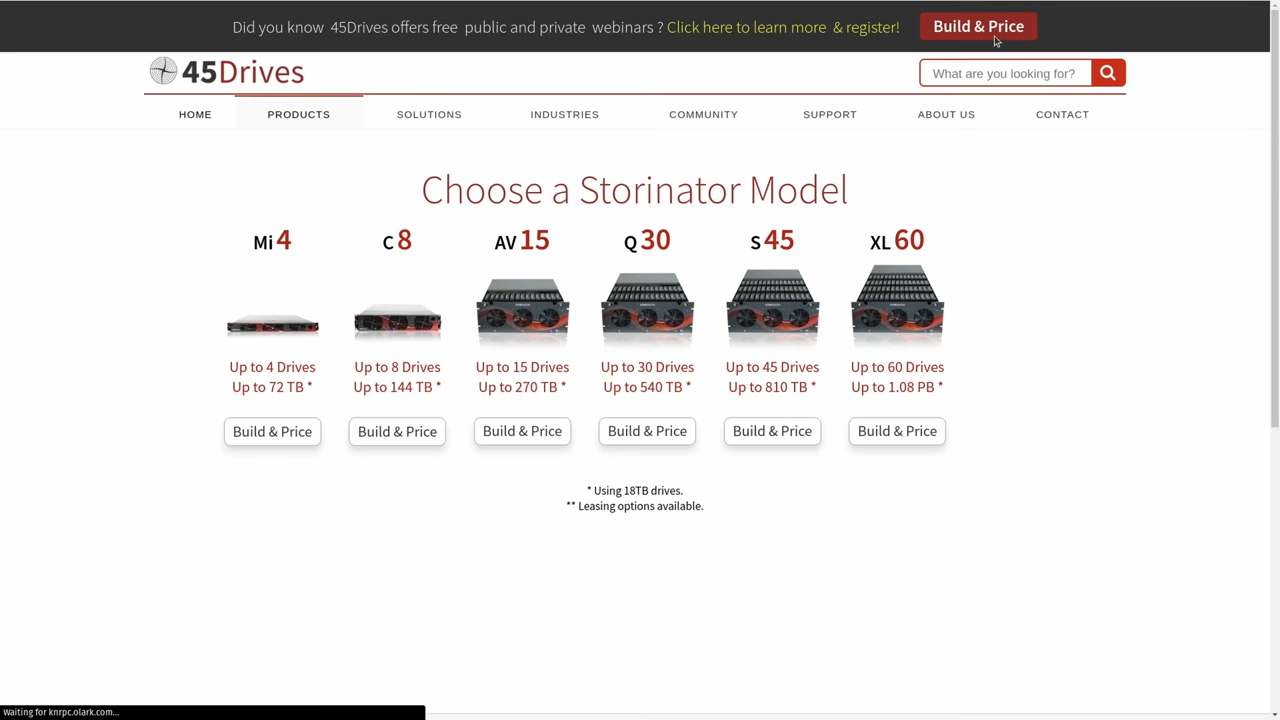 Did you know 45Drives offers free public and private webinars ? Click here to learn more & register!
Build & Price
45Drives
What are you looking for?
HOME
PRODUCTS
SOLUTIONS
INDUSTRIES
COMMUNITY
SUPPORT
ABOUT US
CONTACT
Choose a Storinator Model
Mi 4
C 8
AV 15
Q 30
S 45
XL 60
Up to 4 Drives
Up to 72 TB *
Up to 8 Drives
Up to 144 TB *
Up to 15 Drives
Up to 270 TB *
Up to 30 Drives
Up to 540 TB *
Up to 45 Drives
Up to 810 TB *
Up to 60 Drives
Up to 1.08 PB *
Build & Price
Build & Price
Build & Price
Build & Price
Build & Price
Build & Price
* Using 18TB drives.
** Leasing options available.
Waiting for knrpc.olark.com...